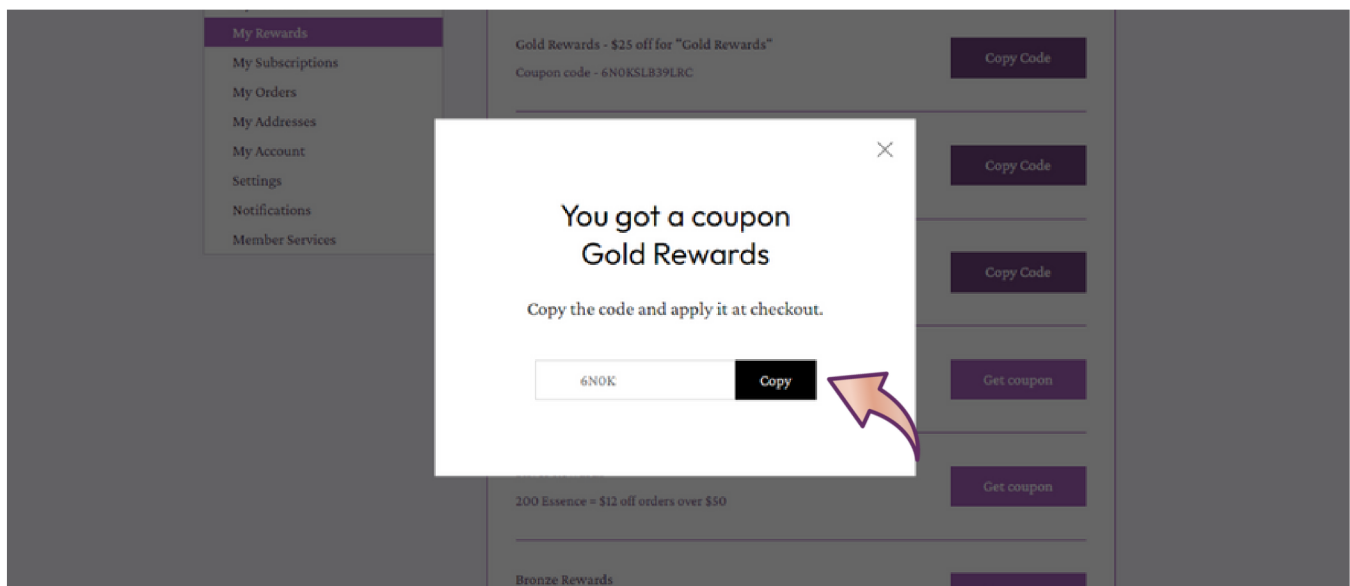 My Rewards
My Subscriptions
My Orders
My Addresses
My Account
Settings
Notifications
Member Services
Gold Rewards - $25 off for "Gold Rewards"
Coupon code - 6N0KSLB39LRC
Copy Code
Copy Code
Copy Code
Get coupon
Get coupon
You got a coupon
Gold Rewards
Copy the code and apply it at checkout.
6N0K
Copy
200 Essence = $12 off orders over $50
Bronze Rewards